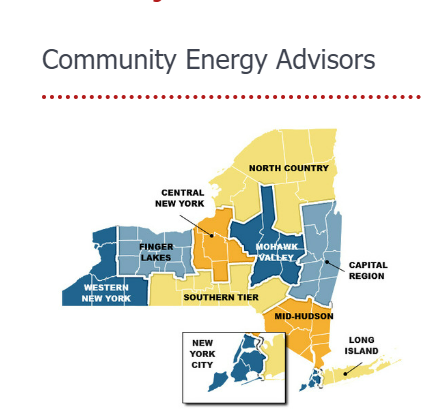 Community Energy Advisors
NORTH COUNTRY
CENTRAL
NEW YORK
FINGER
LAKES
MOHAWK
VALLEY
CAPITAL
REGION
WESTERN
NEW YORK
SOUTHERN TIER
MID-HUDSON
NEW
YORK
CITY
LONG
ISLAND